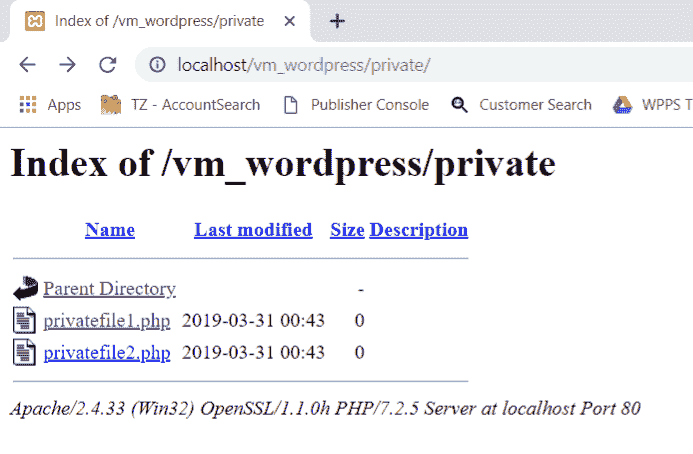 Index of /vm_wordpress/private
localhost/vm_wordpress/private/
Apps TZ - AccountSearch Publisher Console Customer Search WPPS T
Index of /vm_wordpress/private
Name Last modified Size Description
Parent Directory -
privatefile1.php 2019-03-31 00:43 0
privatefile2.php 2019-03-31 00:43 0
Apache/2.4.33 (Win32) OpenSSL/1.1.0h PHP/7.2.5 Server at localhost Port 80